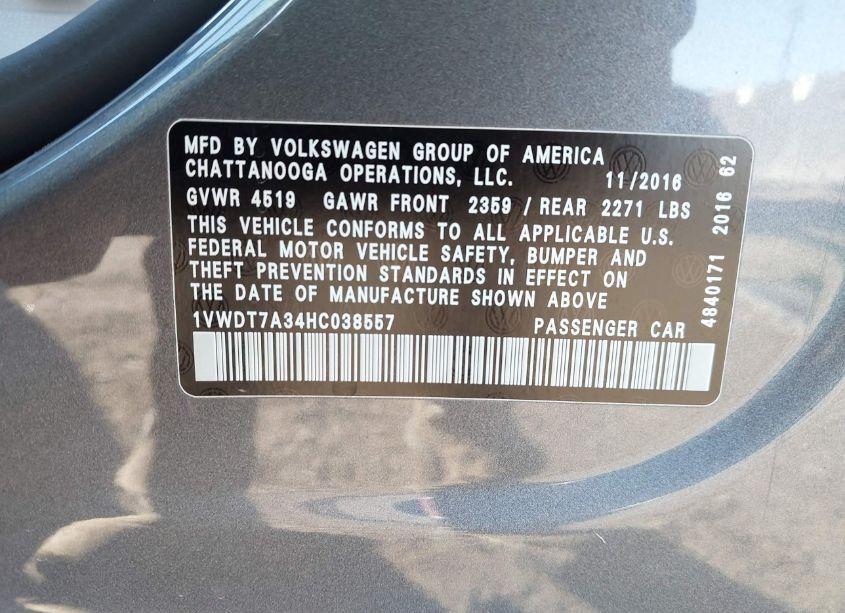 MFD BY VOLKSWAGEN GROUP OF AMERICA
CHATTANOOGA OPERATIONS, LLC. 11/2016
GVWR 4519 GAWR FRONT 2359 / REAR 2271 LBS
THIS VEHICLE CONFORMS TO ALL APPLICABLE U.S.
FEDERAL MOTOR VEHICLE SAFETY, BUMPER AND
THEFT PREVENTION STANDARDS IN EFFECT ON
THE DATE OF MANUFACTURE SHOWN ABOVE
1VWDT7A34HC038557 PASSENGER CAR
4840171 2016 62